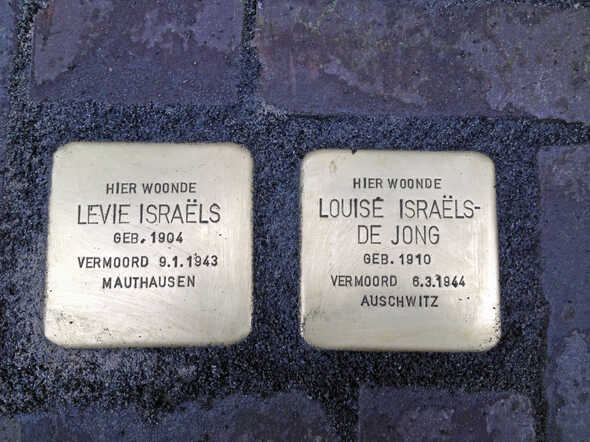 HIER WOONDE
LEVIE ISRAËLS
GEB. 1904
VERMOORD 9.1.1943
MAUTHAUSEN
HIER WOONDE
LOUISE ISRAËLS-
DE JONG
GEB. 1910
VERMOORD 6.3.1944
AUSCHWITZ